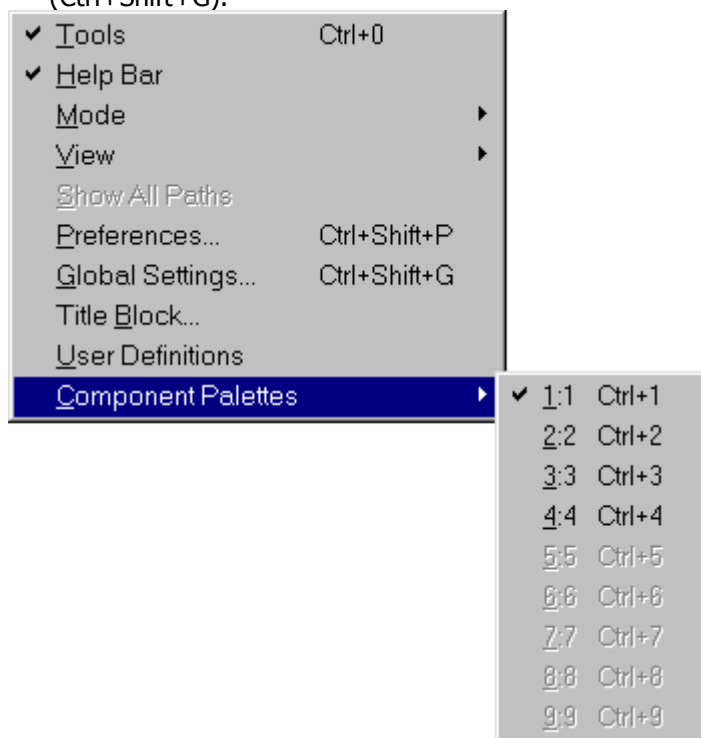 (Ctrl+Shift+G).
✔ Tools Ctrl+0
✔ Help Bar
Mode
View
Show All Paths
Preferences... Ctrl+Shift+P
Global Settings... Ctrl+Shift+G
Title Block...
User Definitions
Component Palettes
✔ 1:1 Ctrl+1
2:2 Ctrl+2
3:3 Ctrl+3
4:4 Ctrl+4
5:5 Ctrl+5
6:6 Ctrl+6
7:7 Ctrl+7
8:8 Ctrl+8
9:9 Ctrl+9